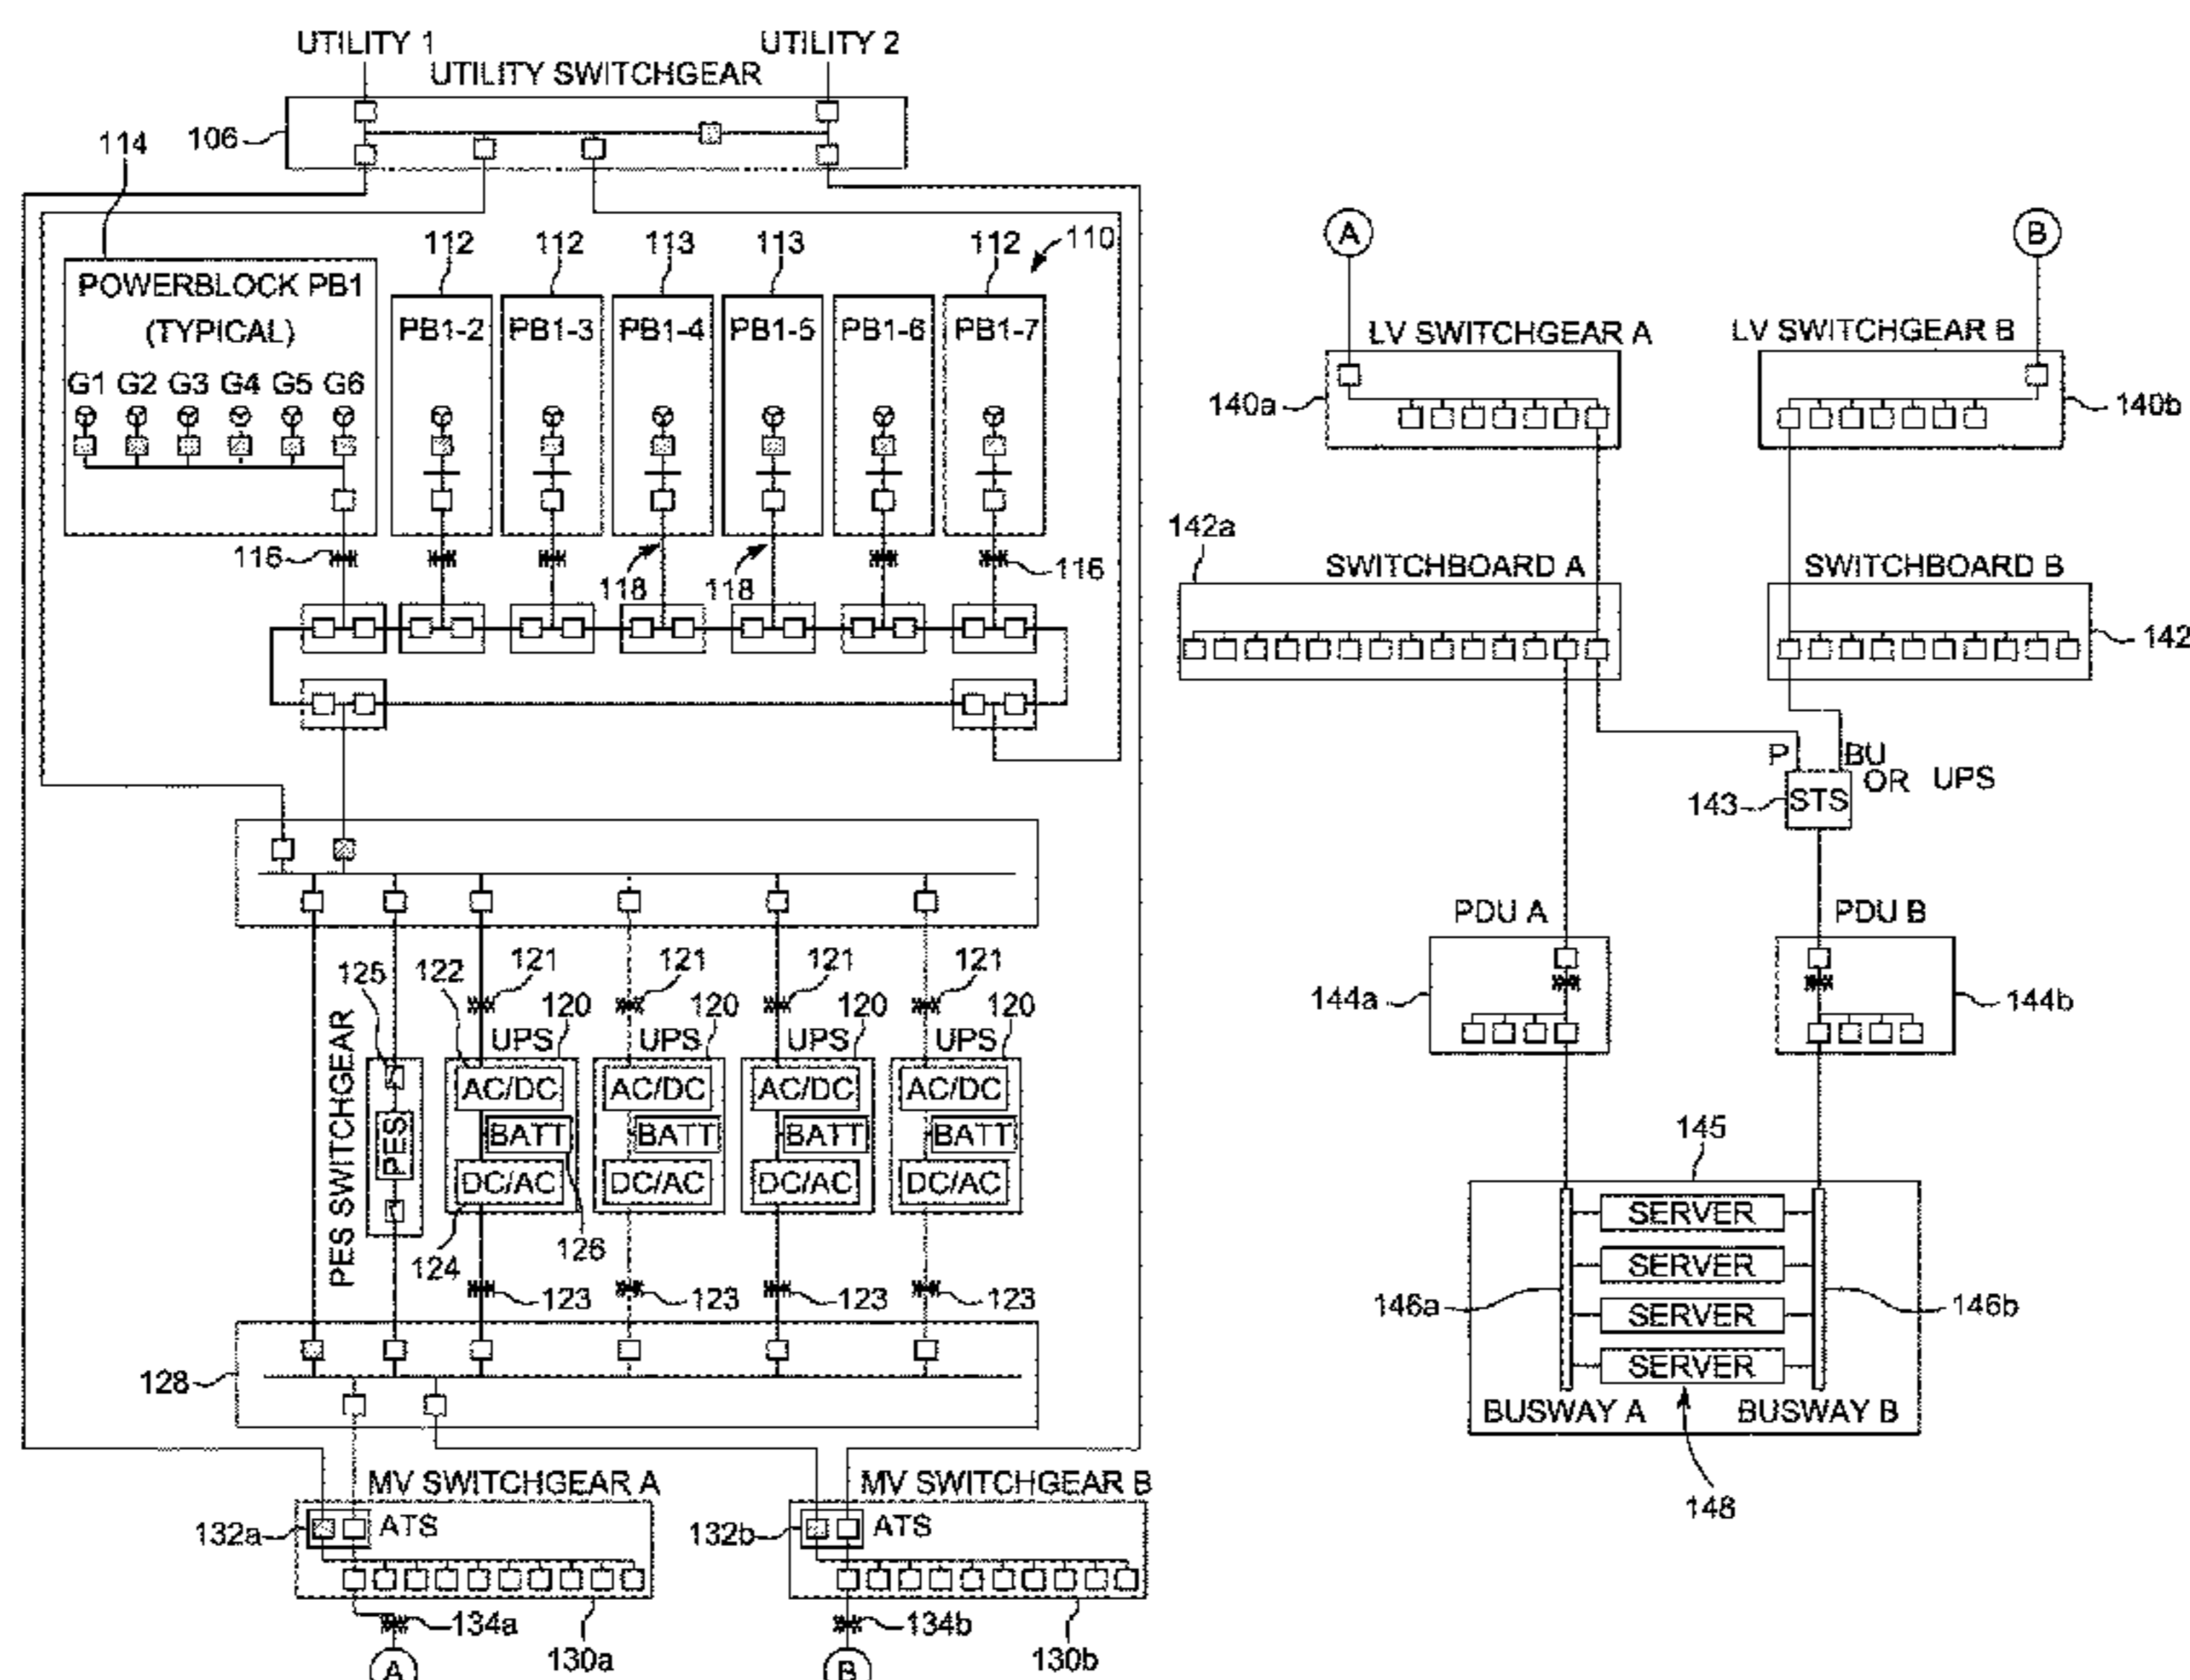 UTILITY 1
UTILITY 2
UTILITY SWITCHGEAR
106
114
112
112
113
113
112
110
POWERBLOCK PB1
(TYPICAL)
G1 G2 G3 G4 G5 G6
PB1-2
PB1-3
PB1-4
PB1-5
PB1-6
PB1-7
116
118
118
116
125
122
121
121
121
121
120
120
120
120
PES SWITCHGEAR
PES
UPS
UPS
UPS
UPS
AC/DC
AC/DC
AC/DC
AC/DC
BATT
BATT
BATT
BATT
DC/AC
DC/AC
DC/AC
DC/AC
124
126
123
123
123
123
128
MV SWITCHGEAR A
MV SWITCHGEAR B
132a
ATS
132b
ATS
134a
134b
130a
130b
A
B
A
B
LV SWITCHGEAR A
LV SWITCHGEAR B
140a
140b
142a
SWITCHBOARD A
SWITCHBOARD B
142
P
BU
OR UPS
143
STS
PDU A
PDU B
144a
144b
145
SERVER
SERVER
SERVER
SERVER
146a
146b
BUSWAY A
BUSWAY B
148